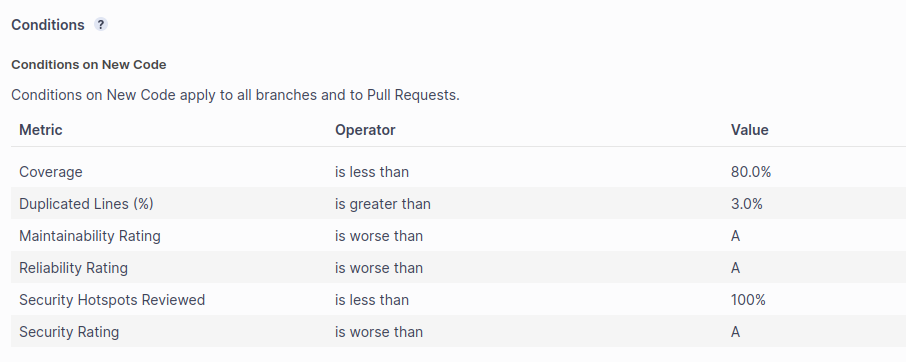 Conditions ?
Conditions on New Code
Conditions on New Code apply to all branches and to Pull Requests.
Metric Operator Value
Coverage is less than 80.0%
Duplicated Lines (%) is greater than 3.0%
Maintainability Rating is worse than A
Reliability Rating is worse than A
Security Hotspots Reviewed is less than 100%
Security Rating is worse than A